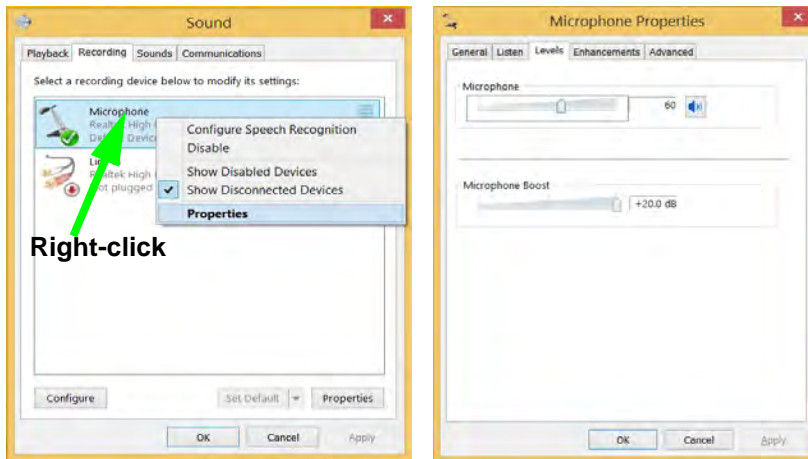 Sound
Playback Recording Sounds Communications
Select a recording device below to modify its settings:
Microphone
Realtek High
Default Device
Configure Speech Recognition
Disable
Show Disabled Devices
Show Disconnected Devices
Properties
Realtek High
Not plugged
Right-click
Configure Set Default Properties
OK Cancel Apply
Microphone Properties
General Listen Levels Enhancements Advanced
Microphone
60
Microphone Boost
+20.0 dB
OK Cancel Apply